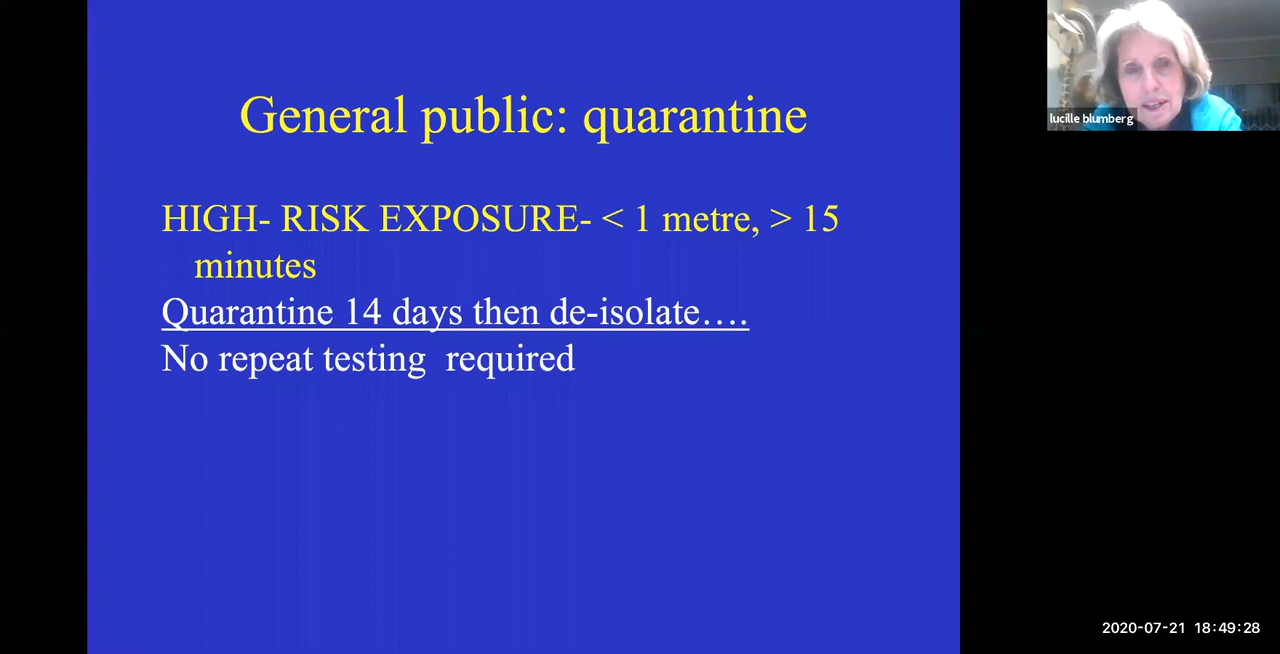 General public: quarantine
HIGH- RISK EXPOSURE- < 1 metre, > 15
minutes
Quarantine 14 days then de-isolate….
No repeat testing  required
lucille blumberg
2020-07-21 18:49:28